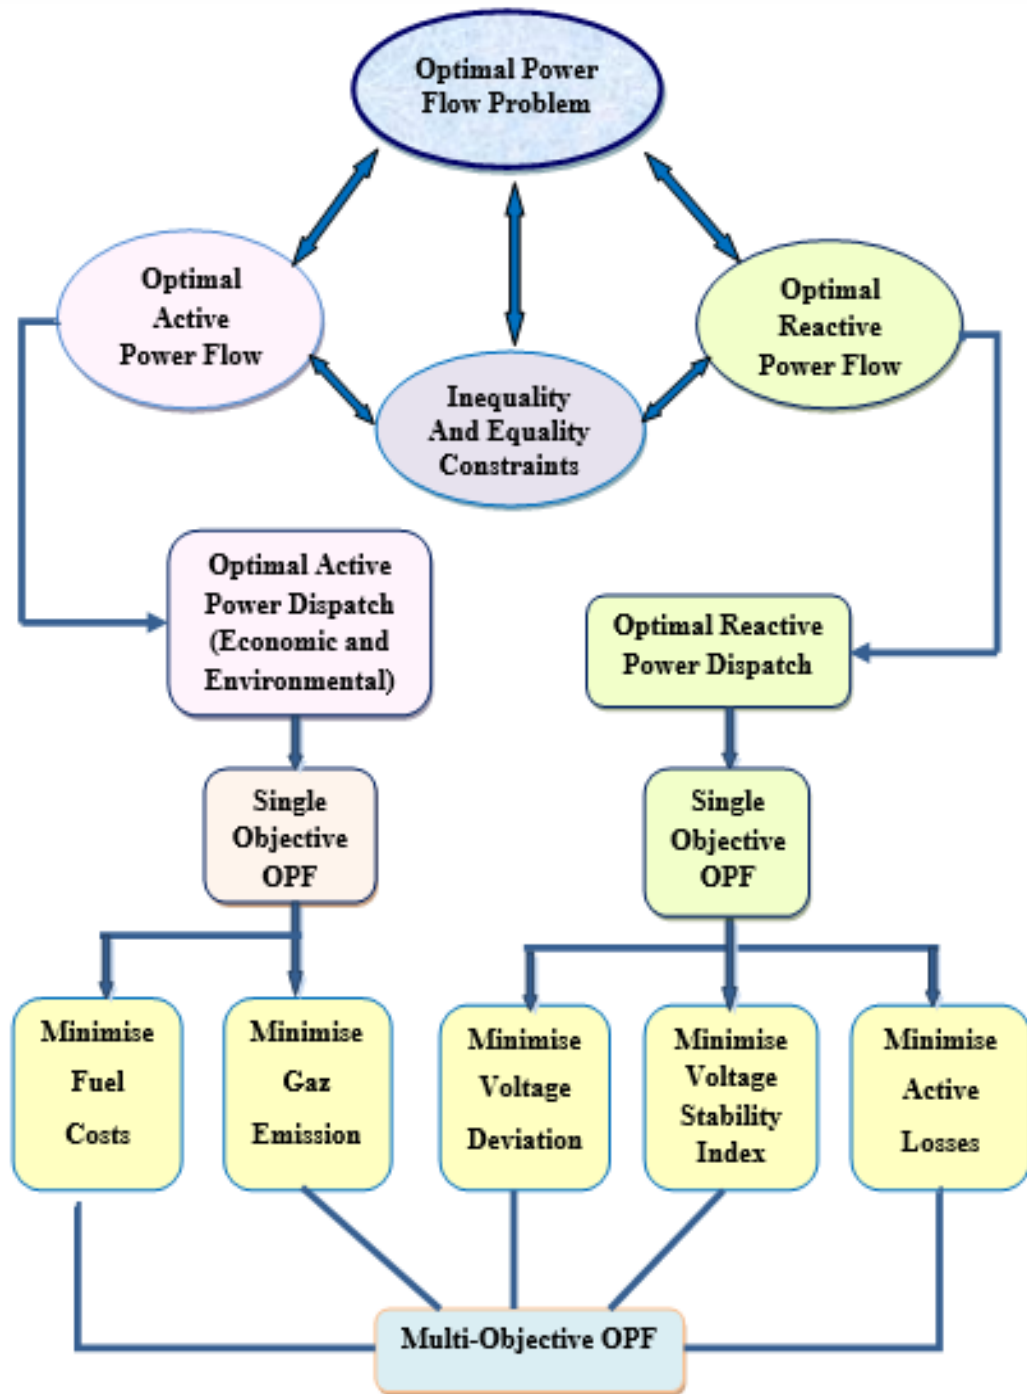 Optimal Power
Flow Problem
Optimal
Active
Power Flow
Optimal
Reactive
Power Flow
Inequality
And Equality
Constraints
Optimal Active
Power Dispatch
(Economic and
Environmental)
Optimal Reactive
Power Dispatch
Single
Objective
OPF
Single
Objective
OPF
Minimise
Fuel
Costs
Minimise
Gaz
Emission
Minimise
Voltage
Deviation
Minimise
Voltage
Stability
Index
Minimise
Active
Losses
Multi-Objective OPF